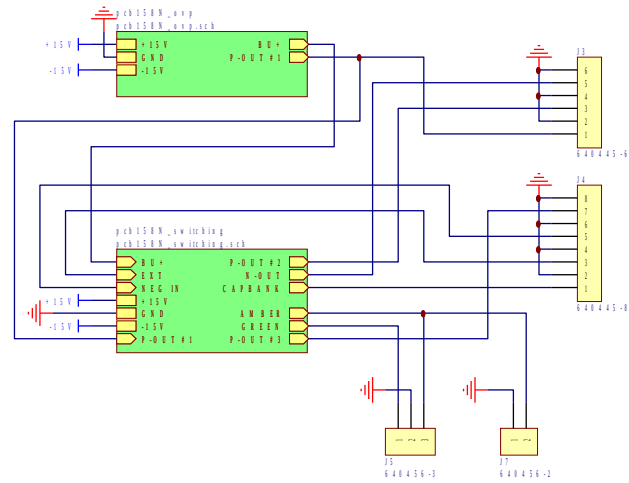 pcb158N_ovp
pcb158N_ovp.sch
+15V
+15V
BU+
GND
P-OUT#1
-15V
-15V
J3
6
5
4
3
2
1
640445-6
J4
8
7
6
5
4
3
2
1
640445-8
pcb158N_switching
pcb158N_switching.sch
BU+
P-OUT#2
EXT
N-OUT
NEG IN
CAPBANK
+15V
+15V
GND
AMBER
-15V
-15V
GREEN
P-OUT#1
P-OUT#3
1
2
3
1
2
J5
640456-3
J7
640456-2